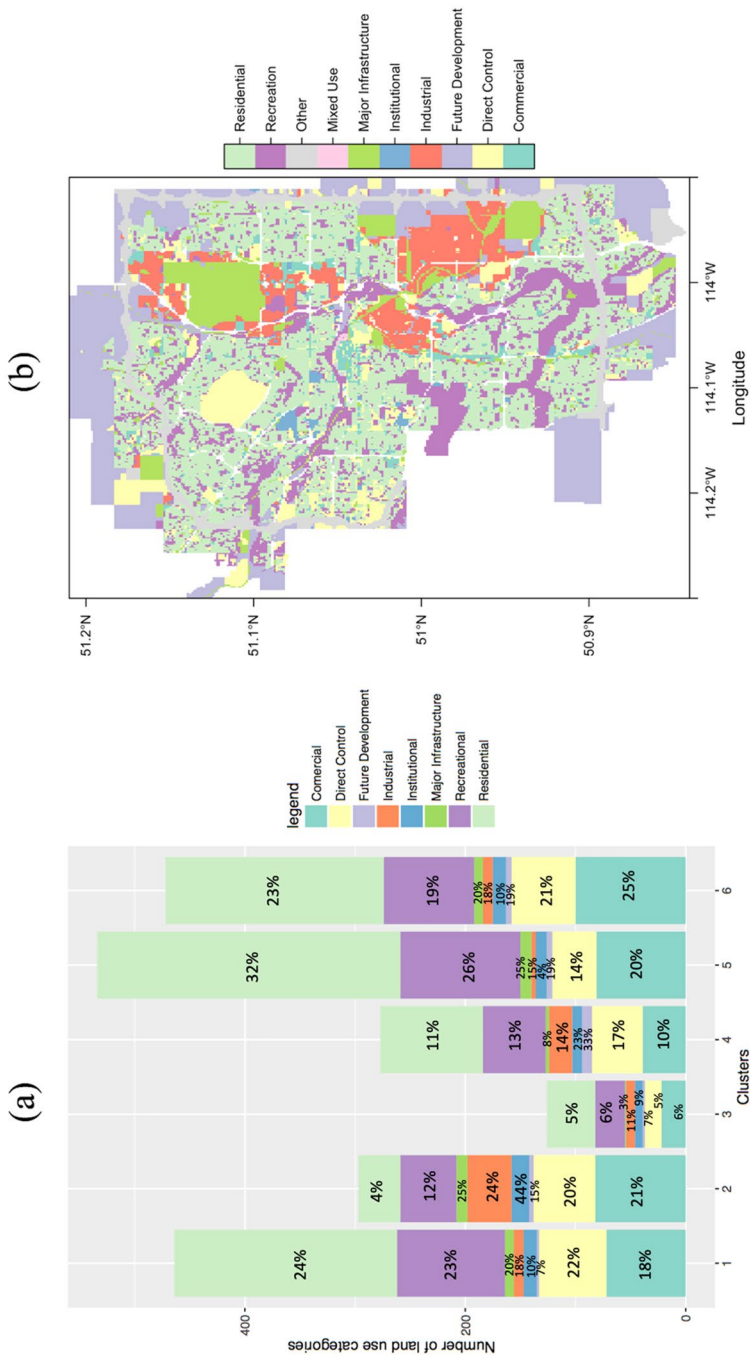 (a)
Number of land use categories
400
200
0
24%
23%
20%
18%
10%
7%
22%
18%
4%
12%
25%
24%
44%
15%
20%
21%
5%
6%
3%
11%
9%
7%
5%
6%
11%
13%
8%
14%
23%
33%
17%
10%
32%
26%
25%
15%
4%
19%
14%
20%
23%
19%
20%
18%
10%
19%
21%
25%
1 2 3 4 5 6
Clusters
legend
Comercial
Direct Control
Future Development
Industrial
Institutional
Major Infrastructure
Recreational
Residential
(b)
51.2°N
51.1°N
51°N
50.9°N
114.2°W 114.1°W 114°W
Longitude
Residential
Recreation
Other
Mixed Use
Major Infrastructure
Institutional
Industrial
Future Development
Direct Control
Commercial